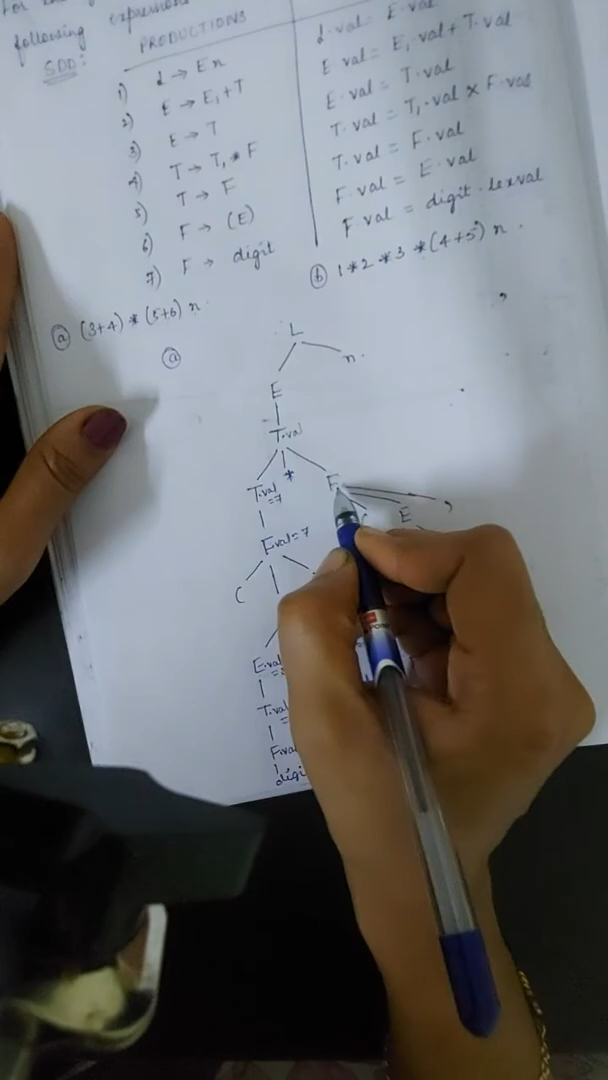 following expressions
SDD:
PRODUCTIONS
1) L → En
2) E → E₁ + T
3) E → T
4) T → T₁ * F
5) T → F
6) F → (E)
7) F → digit
L.val = E.val
E.val = E₁.val + T.val
E.val = T.val
T.val = T₁.val × F.val
T.val = F.val
F.val = E.val
F.val = digit.lexval
ⓐ (3+4) * (5+6) n.
ⓑ 1*2*3*(4+5) n.
ⓐ
L
n.
E
T.val
T.val =7
*
F
E
)
F.val=7
(
E.val
T.val
F.val